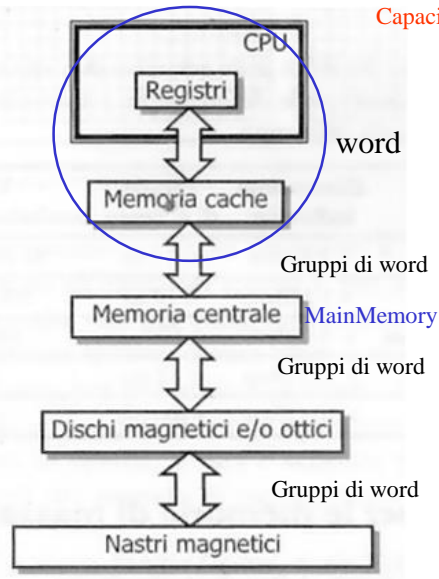 Capaci
CPU
Registri
word
Memoria cache
Gruppi di word
Memoria centrale
MainMemory
Gruppi di word
Dischi magnetici e/o ottici
Gruppi di word
Nastri magnetici